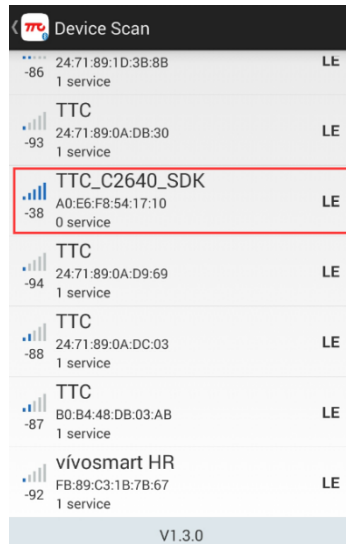 TTC Device Scan
-86 24:71:89:1D:3B:8B LE
1 service
TTC
-93 24:71:89:0A:DB:30 LE
1 service
TTC_C2640_SDK
-38 A0:E6:F8:54:17:10 LE
0 service
TTC
-94 24:71:89:0A:D9:69 LE
1 service
TTC
-88 24:71:89:0A:DC:03 LE
1 service
TTC
-87 B0:B4:48:DB:03:AB LE
1 service
vívosmart HR
-92 FB:89:C3:1B:7B:67 LE
1 service
V1.3.0